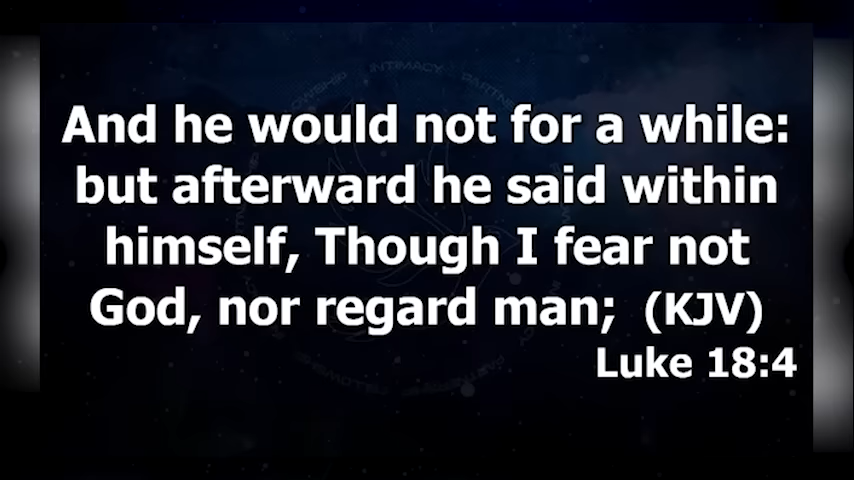 And he would not for a while:
but afterward he said within
himself, Though I fear not
God, nor regard man; (KJV)
Luke 18:4
INTIMACY